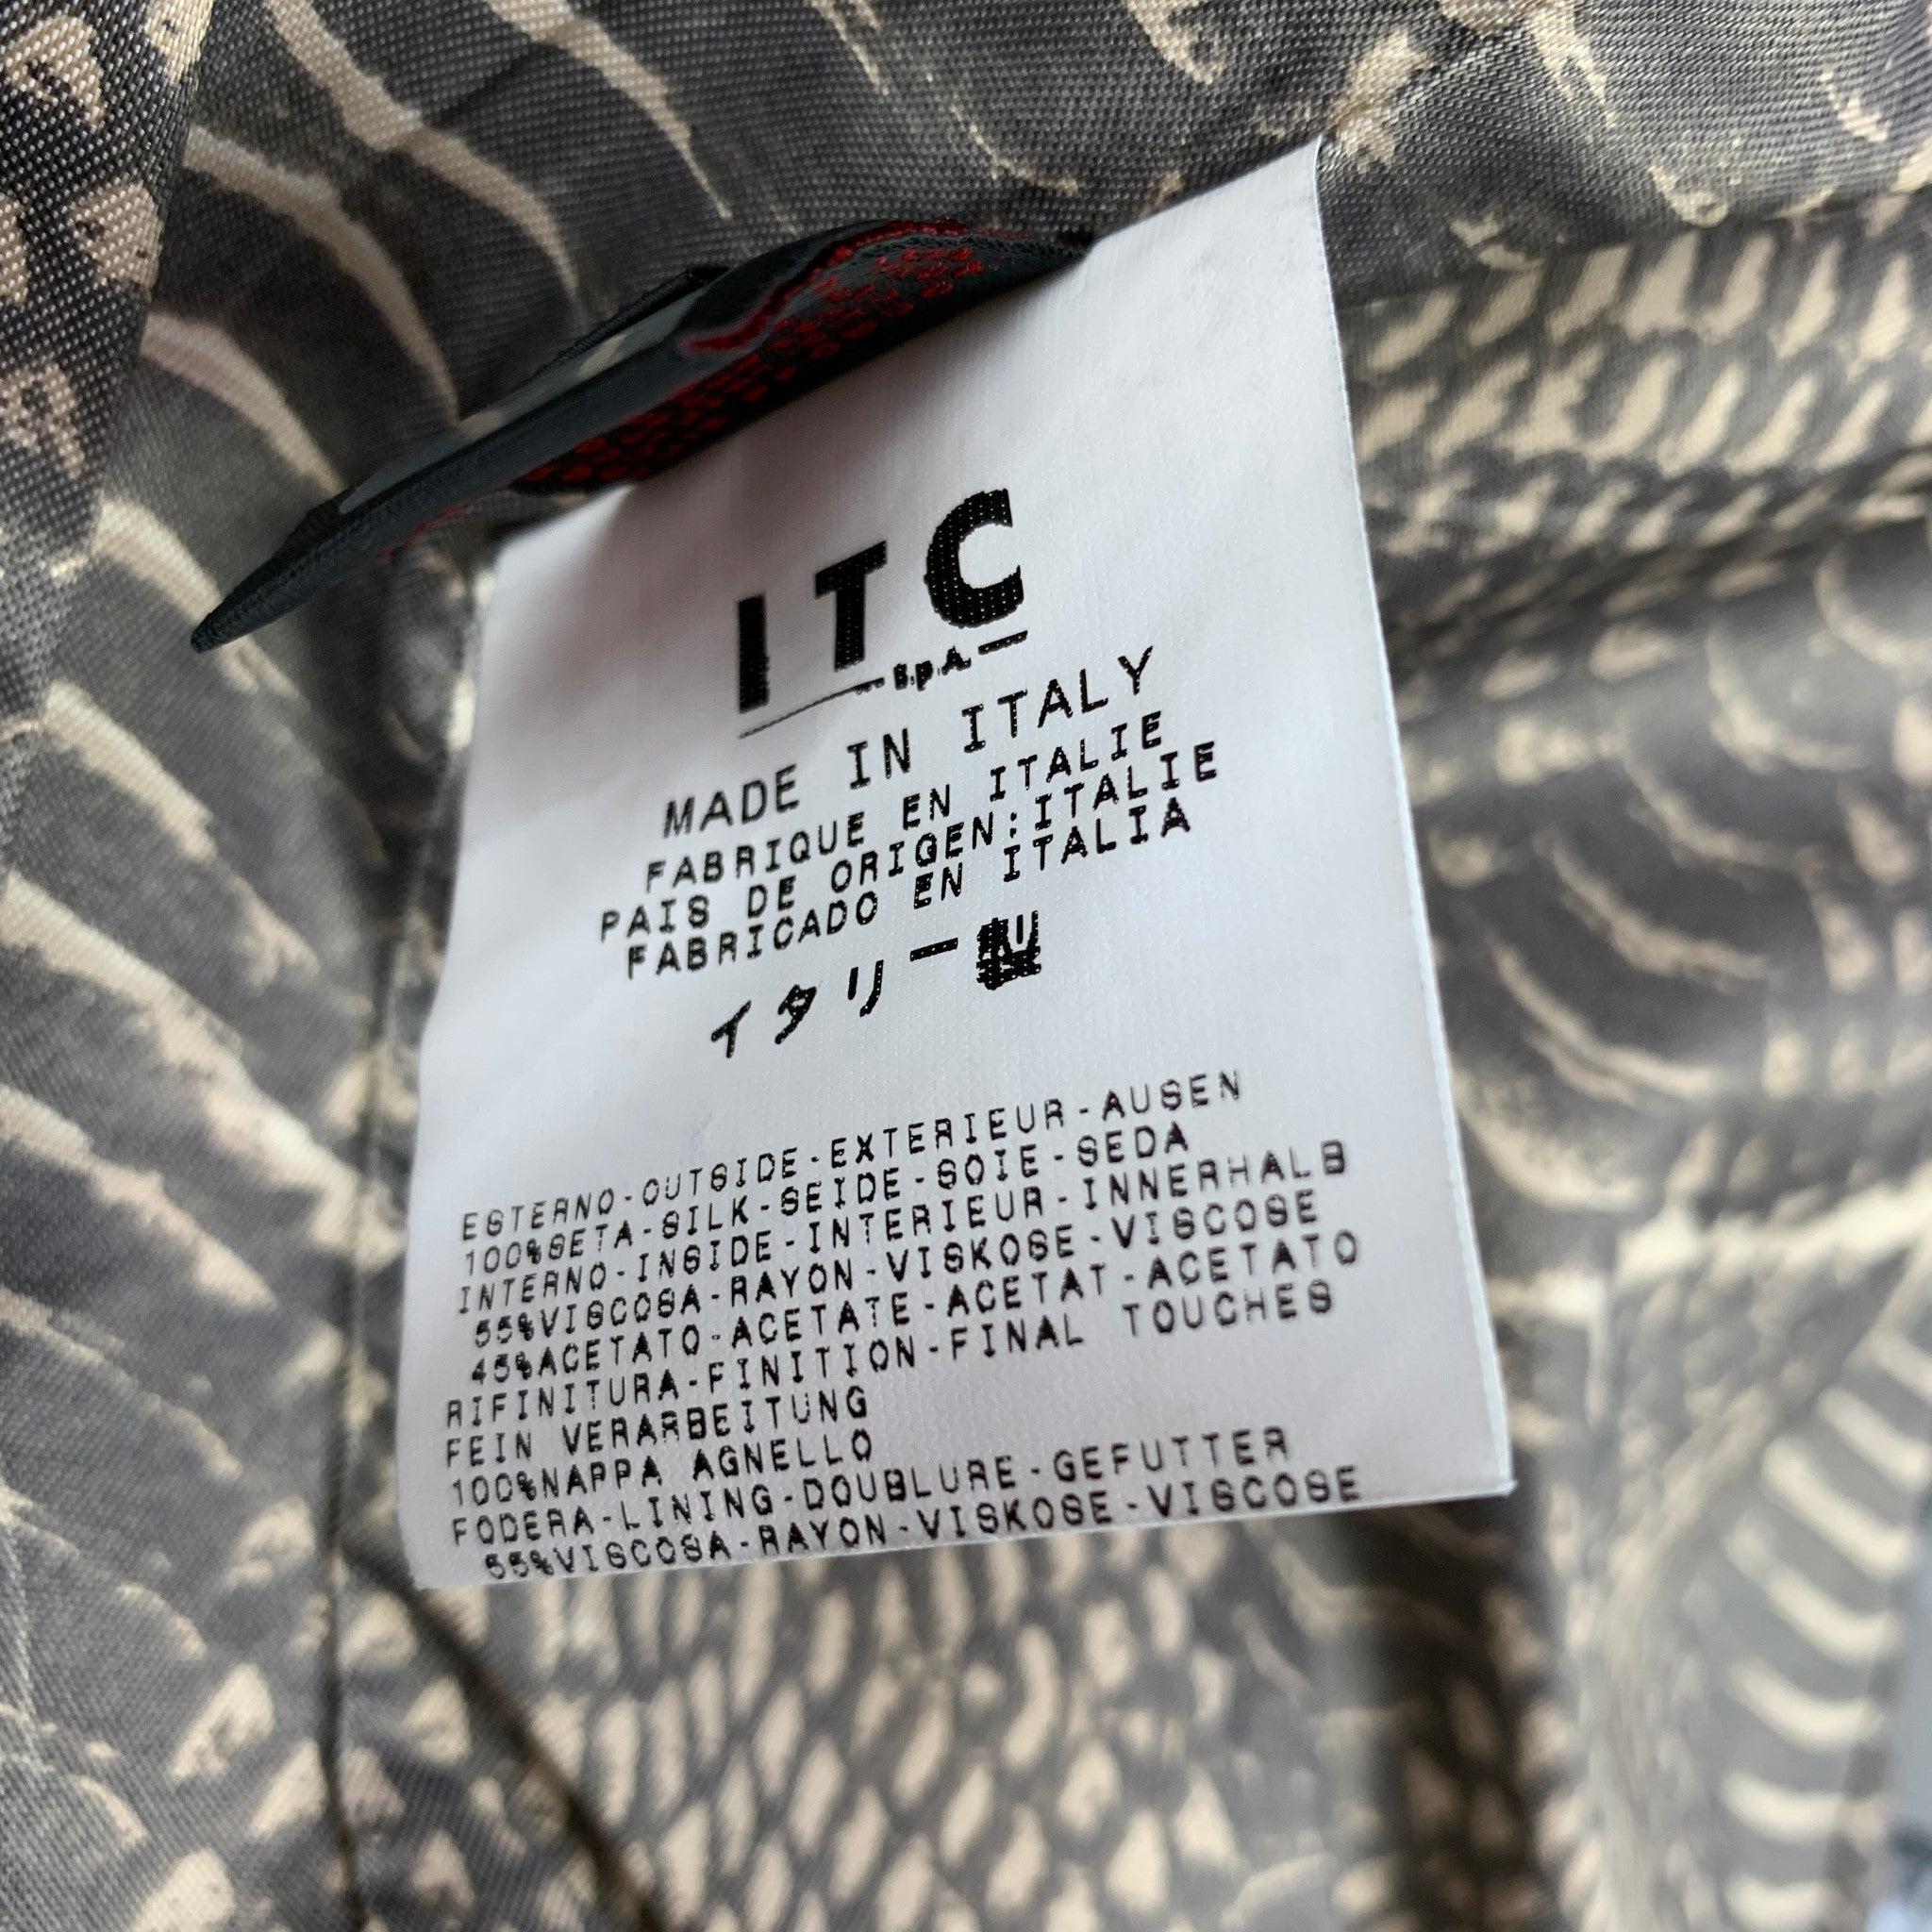 ITC
S.p.A.
MADE IN ITALY
FABRIQUE EN ITALIE
PAIS DE ORIGEN:ITALIE
FABRICADO EN ITALIA
イタリー製
ESTERNO-OUTSIDE-EXTERIEUR-AUSEN
100%SETA-SILK-SEIDE-SOIE-SEDA
INTERNO-INSIDE-INTERIEUR-INNERHALB
55%VISCOSA-RAYON-VISKOSE-VISCOSE
45%ACETATO-ACETATE-ACETAT-ACETATO
RIFINITURA-FINITION-FINAL TOUCHES
FEIN VERARBEITUNG
100%NAPPA AGNELLO
FODERA-LINING-DOUBLURE-GEFUTTER
55%VISCOSA-RAYON-VISKOSE-VISCOSE